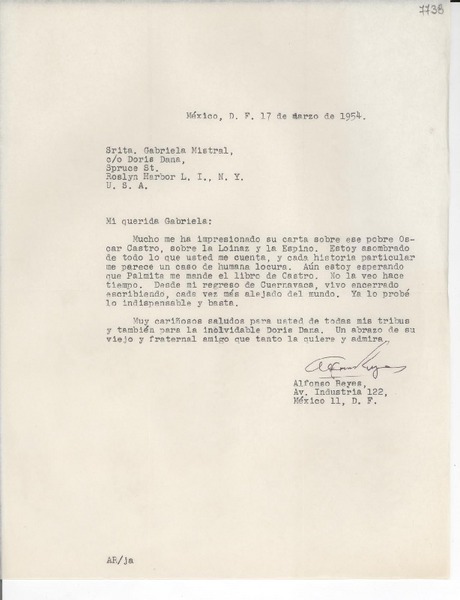 7738
México, D. F. 17 de marzo de 1954.
Srita. Gabriela Mistral,
c/o Doris Dana,
Spruce St.
Roslyn Harbor L. I., N. Y.
U. S. A.
Mi querida Gabriela:
Mucho me ha impresionado su carta sobre ese pobre Os-
car Castro, sobre la Loinaz y la Espino. Estoy asombrado
de todo lo que usted me cuenta, y cada historia particular
me parece un caso de humana locura. Aún estoy esperando
que Palmita me mande el libro de Castro. No la veo hace
tiempo. Desde mi regreso de Cuernavaca, vivo encerrado
escribiendo, cada vez más alejado del mundo. Ya lo probé
lo indispensable y basta.
Muy cariñosos saludos para usted de todas mis tribus
y también para la inolvidable Doris Dana. Un abrazo de su
viejo y fraternal amigo que tanto la quiere y admira
Alfonso Reyes
Alfonso Reyes,
Av. Industria 122,
México 11, D. F.
AR/ja